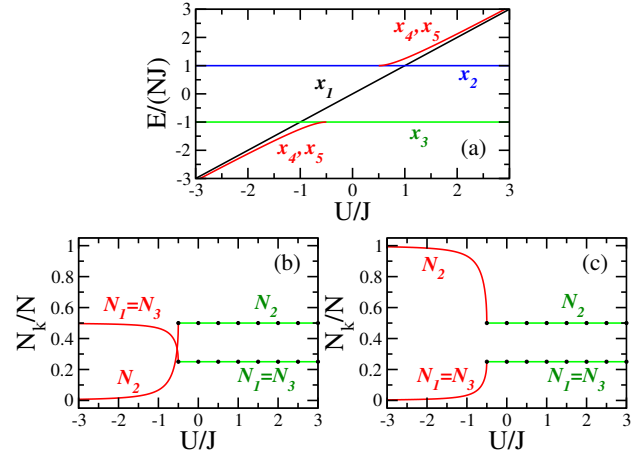 3
2
1
0
-1
-2
-3
E/(NJ)
x4, x5
x1
x2
x3
x4, x5
(a)
-3 -2 -1 0 1 2 3
U/J
1
0.8
0.6
0.4
0.2
0
Nk/N
(b)
N1=N3
N2
N2
N1=N3
-3 -2 -1 0 1 2 3
U/J
1
0.8
0.6
0.4
0.2
0
Nk/N
(c)
N2
N2
N1=N3
N1=N3
-3 -2 -1 0 1 2 3
U/J